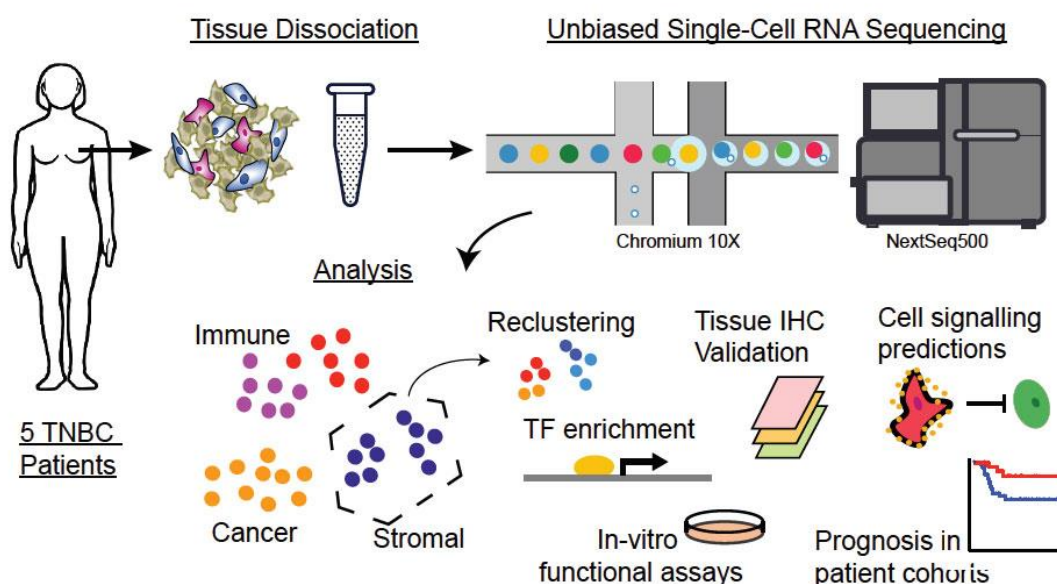 Tissue Dissociation
Unbiased Single-Cell RNA Sequencing
Chromium 10X
NextSeq500
5 TNBC
Patients
Analysis
Immune
Cancer
Stromal
Reclustering
TF enrichment
Tissue IHC
Validation
Cell signalling
predictions
In-vitro
functional assays
Prognosis in
patient cohorts